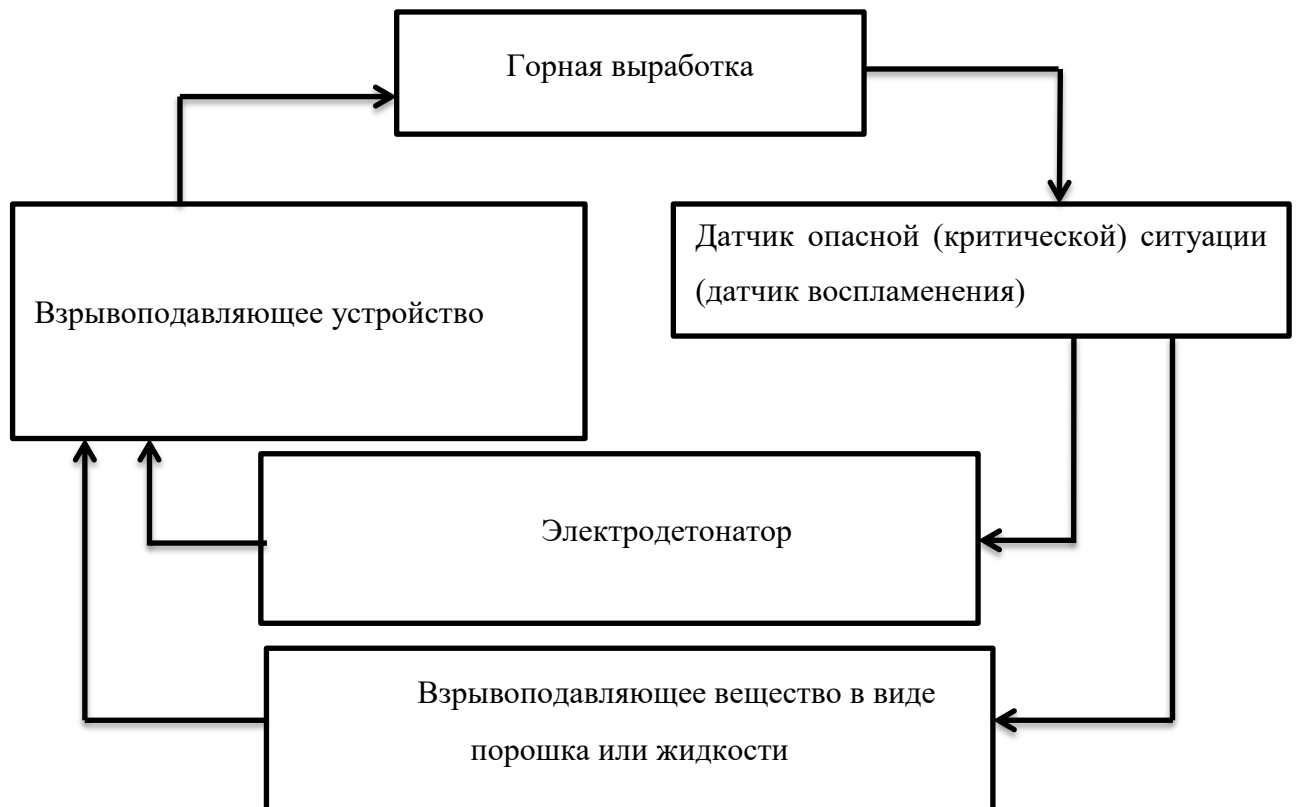 Горная выработка
Датчик опасной (критической) ситуации
(датчик воспламенения)
Взрывоподавляющее устройство
Электродетонатор
Взрывоподавляющее вещество в виде
порошка или жидкости